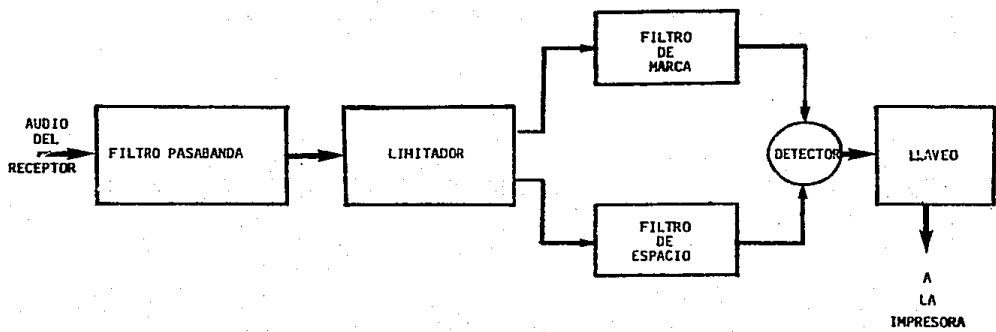 AUDIO
DEL
RECEPTOR
FILTRO PASABANDA
LIMITADOR
FILTRO
DE
MARCA
FILTRO
DE
ESPACIO
DETECTOR
LLAVEO
A
LA
IMPRESORA